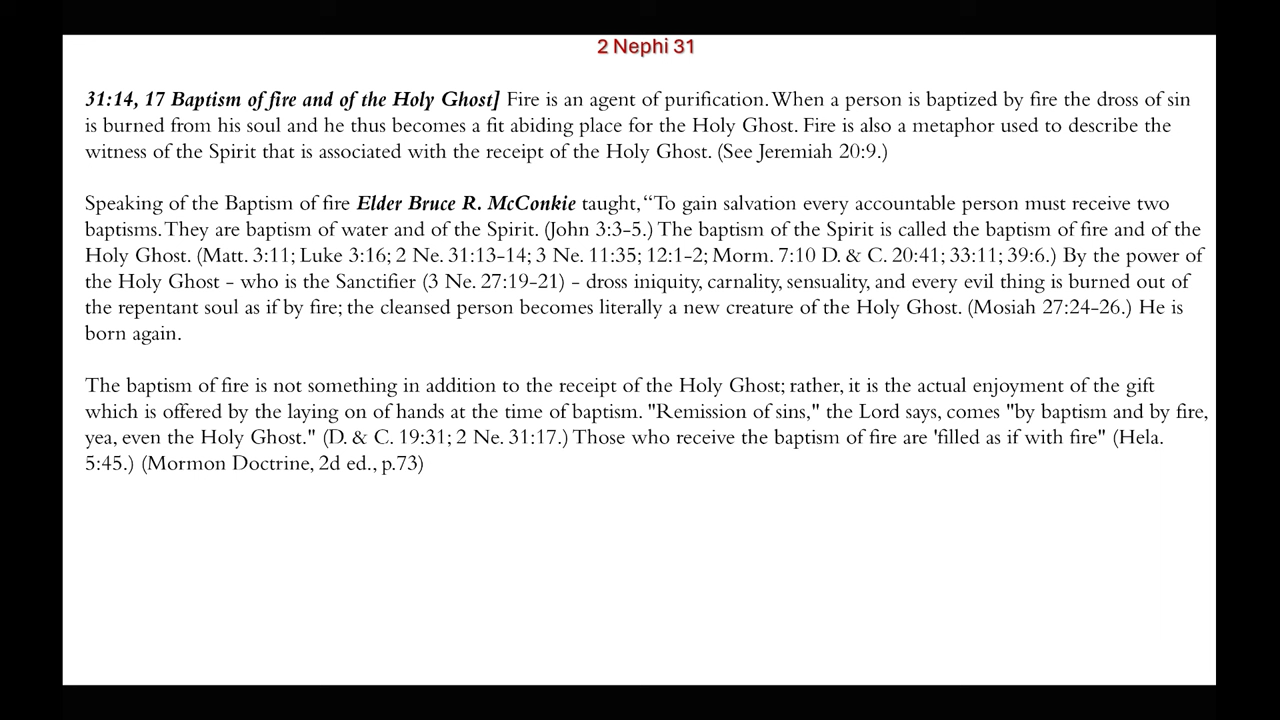 2 Nephi 31
31:14, 17 Baptism of fire and of the Holy Ghost] Fire is an agent of purification. When a person is baptized by fire the dross of sin
is burned from his soul and he thus becomes a fit abiding place for the Holy Ghost. Fire is also a metaphor used to describe the
witness of the Spirit that is associated with the receipt of the Holy Ghost. (See Jeremiah 20:9.)
Speaking of the Baptism of fire Elder Bruce R. McConkie taught, “To gain salvation every accountable person must receive two
baptisms. They are baptism of water and of the Spirit. (John 3:3-5.) The baptism of the Spirit is called the baptism of fire and of the
Holy Ghost. (Matt. 3:11; Luke 3:16; 2 Ne. 31:13-14; 3 Ne. 11:35; 12:1-2; Morm. 7:10 D. & C. 20:41; 33:11; 39:6.) By the power of
the Holy Ghost - who is the Sanctifier (3 Ne. 27:19-21) - dross iniquity, carnality, sensuality, and every evil thing is burned out of
the repentant soul as if by fire; the cleansed person becomes literally a new creature of the Holy Ghost. (Mosiah 27:24-26.) He is
born again.
The baptism of fire is not something in addition to the receipt of the Holy Ghost; rather, it is the actual enjoyment of the gift
which is offered by the laying on of hands at the time of baptism. "Remission of sins," the Lord says, comes "by baptism and by fire,
yea, even the Holy Ghost." (D. & C. 19:31; 2 Ne. 31:17.) Those who receive the baptism of fire are 'filled as if with fire" (Hela.
5:45.) (Mormon Doctrine, 2d ed., p.73)